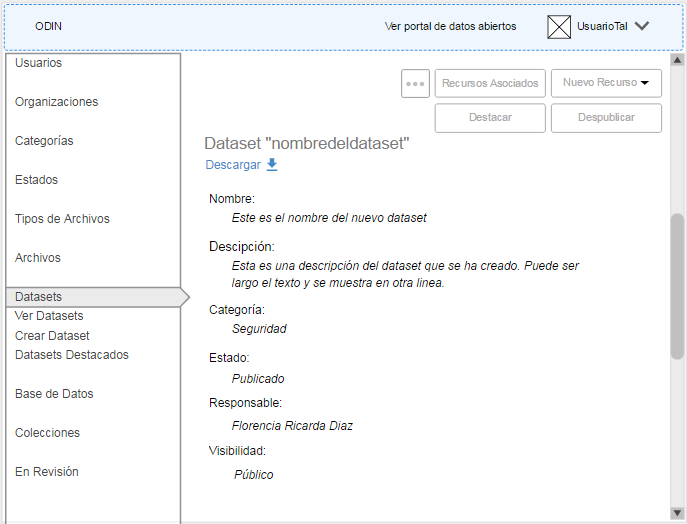 ODIN
Ver portal de datos abiertos
UsuarioTal
Usuarios
Organizaciones
Categorías
Estados
Tipos de Archivos
Archivos
Datasets
Ver Datasets
Crear Dataset
Datasets Destacados
Base de Datos
Colecciones
En Revisión
Recursos Asociados
Nuevo Recurso
Destacar
Despublicar
Dataset "nombredeldataset"
Descargar
Nombre:
Este es el nombre del nuevo dataset
Descipción:
Esta es una descripción del dataset que se ha creado. Puede ser
largo el texto y se muestra en otra linea.
Categoría:
Seguridad
Estado:
Publicado
Responsable:
Florencia Ricarda Diaz
Visibilidad:
Público